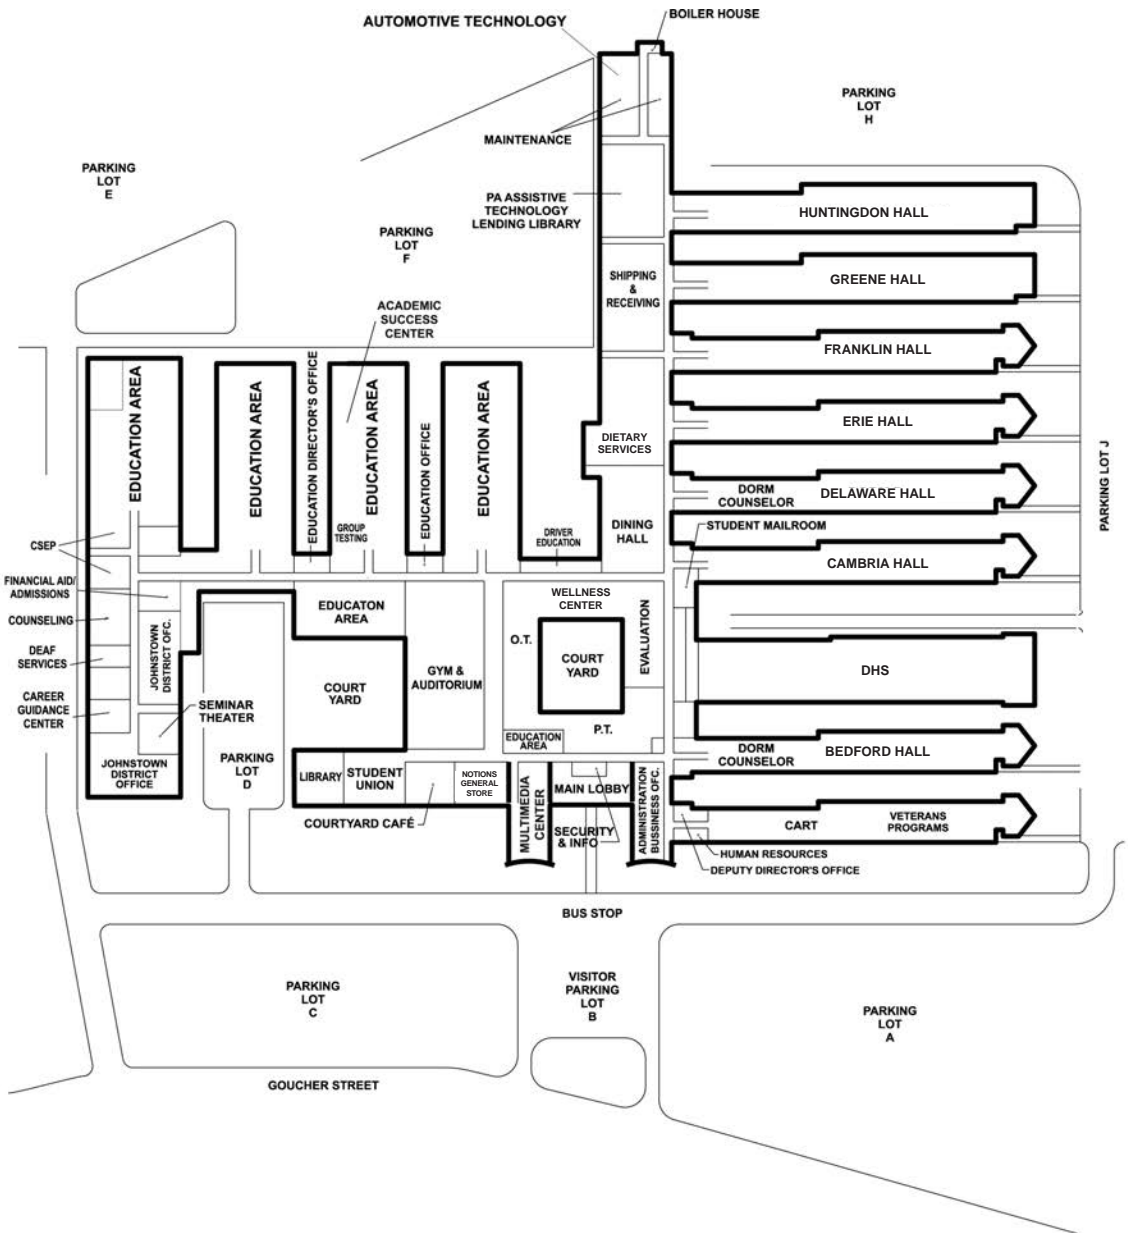 BOILER HOUSE
AUTOMOTIVE TECHNOLOGY
PARKING
LOT
H
MAINTENANCE
PARKING
LOT
E
PA ASSISTIVE
TECHNOLOGY
LENDING LIBRARY
HUNTINGDON HALL
PARKING
LOT
F
SHIPPING
&
RECEIVING
GREENE HALL
ACADEMIC
SUCCESS
CENTER
FRANKLIN HALL
EDUCATION AREA
EDUCATION AREA
EDUCATION DIRECTOR'S OFFICE
EDUCATION AREA
EDUCATION OFFICE
EDUCATION AREA
DIETARY
SERVICES
ERIE HALL
PARKING LOT J
DORM
COUNSELOR
DELAWARE HALL
GROUP
TESTING
DRIVER
EDUCATION
DINING
HALL
STUDENT MAILROOM
CSEP
CAMBRIA HALL
FINANCIAL AID/
ADMISSIONS
EDUCATON
AREA
WELLNESS
CENTER
COUNSELING
JOHNSTOWN
DISTRICT OFC.
O.T.
EVALUATION
DEAF
SERVICES
COURT
YARD
GYM &
AUDITORIUM
COURT
YARD
DHS
CAREER
GUIDANCE
CENTER
SEMINAR
THEATER
P.T.
EDUCATION
AREA
DORM
COUNSELOR
BEDFORD HALL
JOHNSTOWN
DISTRICT
OFFICE
PARKING
LOT
D
LIBRARY
STUDENT
UNION
NOTIONS
GENERAL
STORE
MULTIMEDIA
CENTER
MAIN LOBBY
ADMINISTRATION
BUSSINESS OFC.
COURTYARD CAFÉ
SECURITY
& INFO
CART
VETERANS
PROGRAMS
HUMAN RESOURCES
DEPUTY DIRECTOR'S OFFICE
BUS STOP
PARKING
LOT
C
VISITOR
PARKING
LOT
B
PARKING
LOT
A
GOUCHER STREET